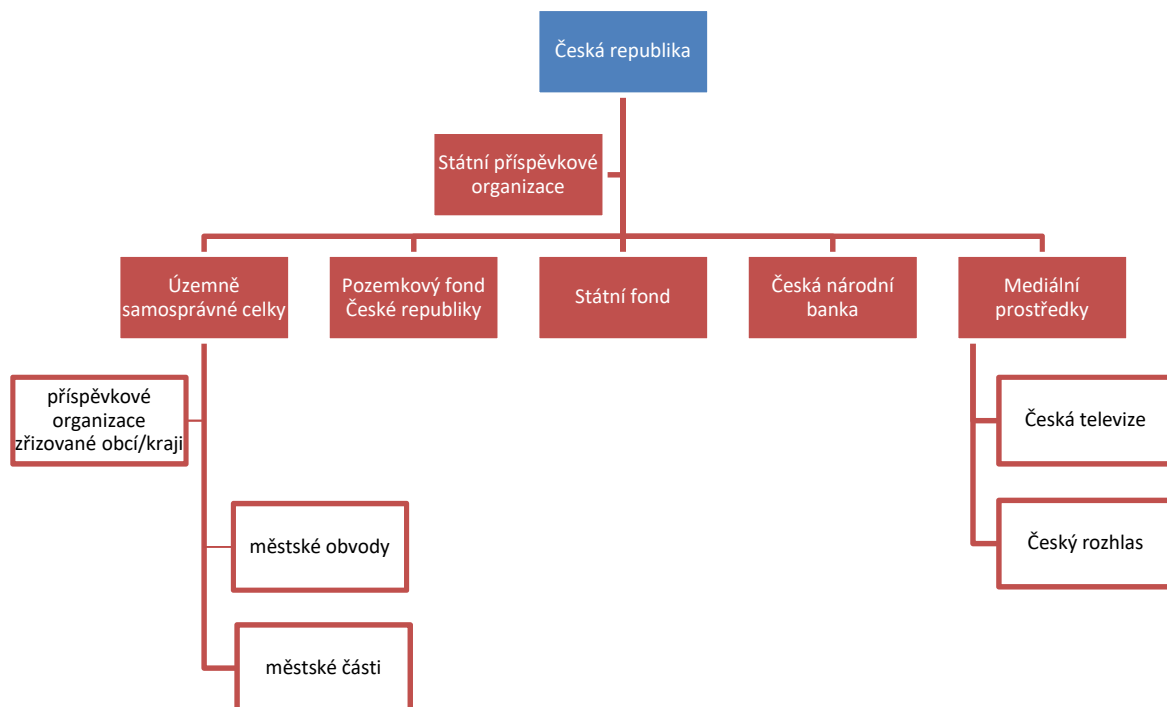 Česká republika
Státní příspěvkové
organizace
Územně
samosprávné celky
Pozemkový fond
České republiky
Státní fond
Česká národní
banka
Mediální
prostředky
příspěvkové
organizace
zřizované obcí/kraji
městské obvody
městské části
Česká televize
Český rozhlas